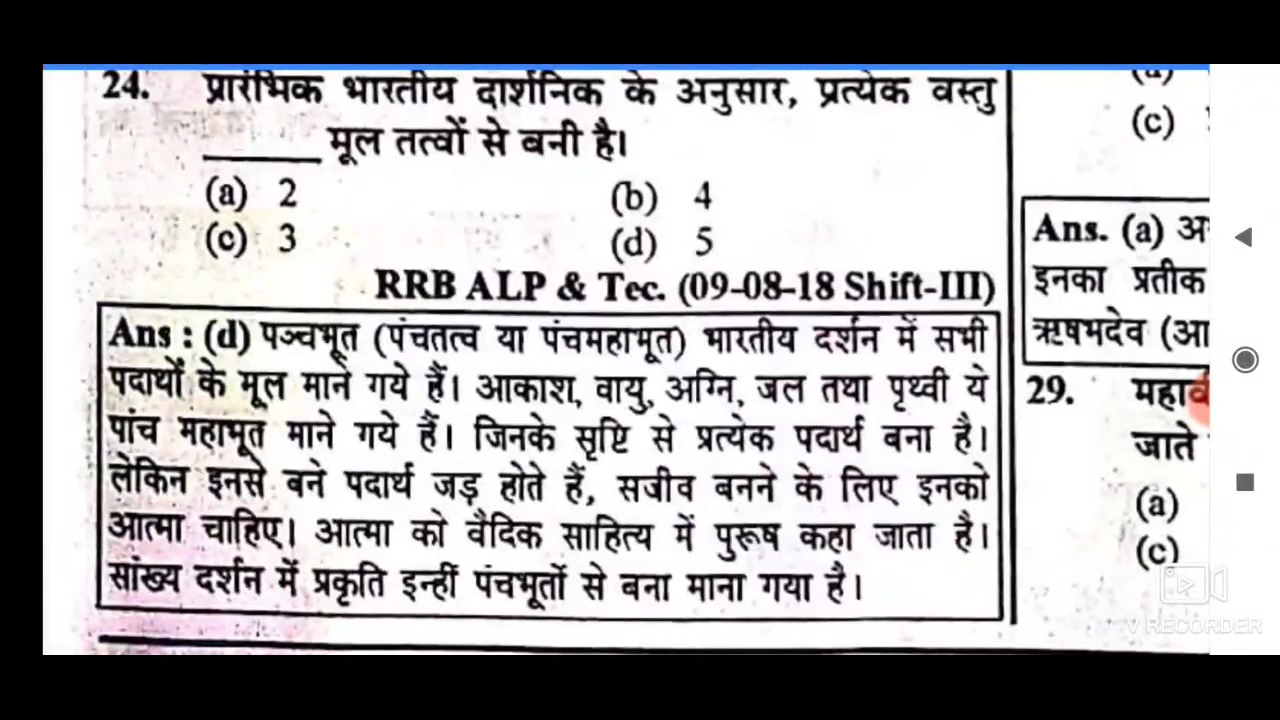 24. प्रारंभिक भारतीय दार्शनिक के अनुसार, प्रत्येक वस्तु
______ मूल तत्वों से बनी है।
(a) 2 (b) 4
(c) 3 (d) 5
RRB ALP & Tec. (09-08-18 Shift-III)
Ans : (d) पञ्चभूत (पंचतत्व या पंचमहाभूत) भारतीय दर्शन में सभी
पदार्थों के मूल माने गये हैं। आकाश, वायु, अग्नि, जल तथा पृथ्वी ये
पांच महाभूत माने गये हैं। जिनके सृष्टि से प्रत्येक पदार्थ बना है।
लेकिन इनसे बने पदार्थ जड़ होते हैं, सजीव बनने के लिए इनको
आत्मा चाहिए। आत्मा को वैदिक साहित्य में पुरूष कहा जाता है।
सांख्य दर्शन में प्रकृति इन्हीं पंचभूतों से बना माना गया है।
(c)
Ans. (a)
इनका प्रतीक
ऋषभदेव
29.
जाते
(a)
(c)
V RECORDER